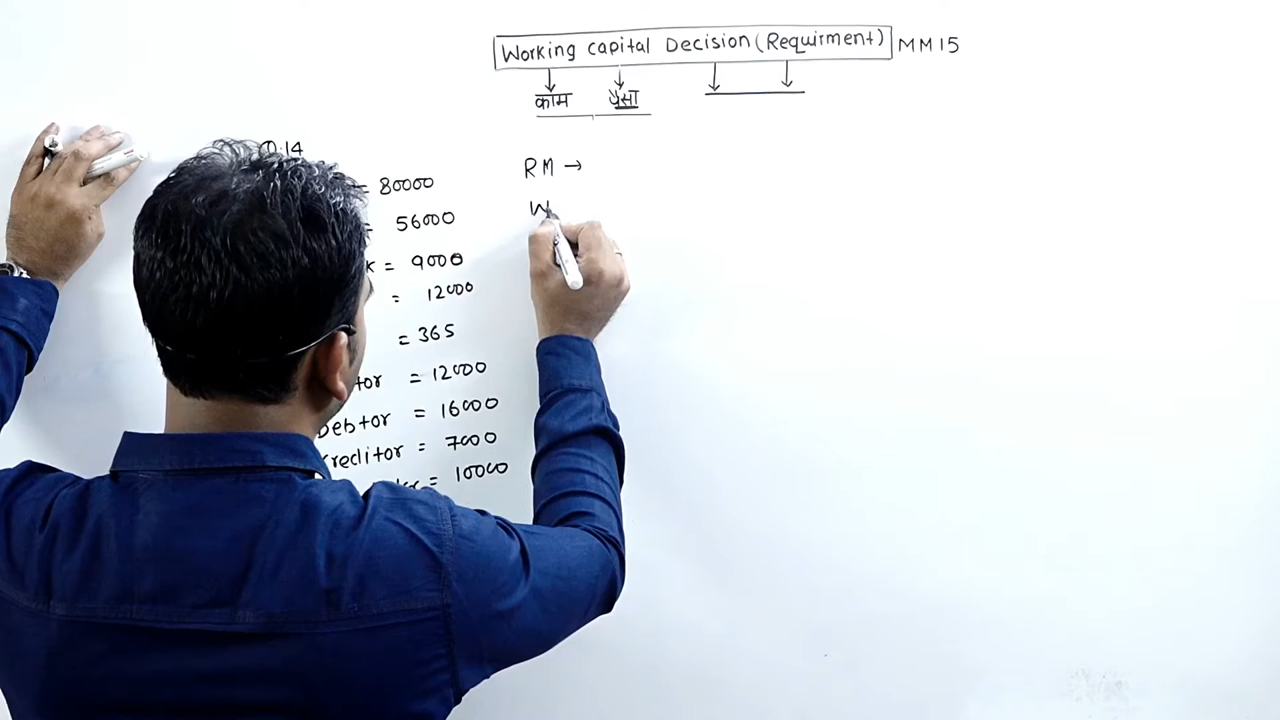 Working Capital Decision (Requirment) MM15
काम पैसा
Q.14
= 80000
= 56000
= 9000
= 12000
= 365
= 12000
Debtor = 16000
Creditor = 7000
= 10000
RM →
W